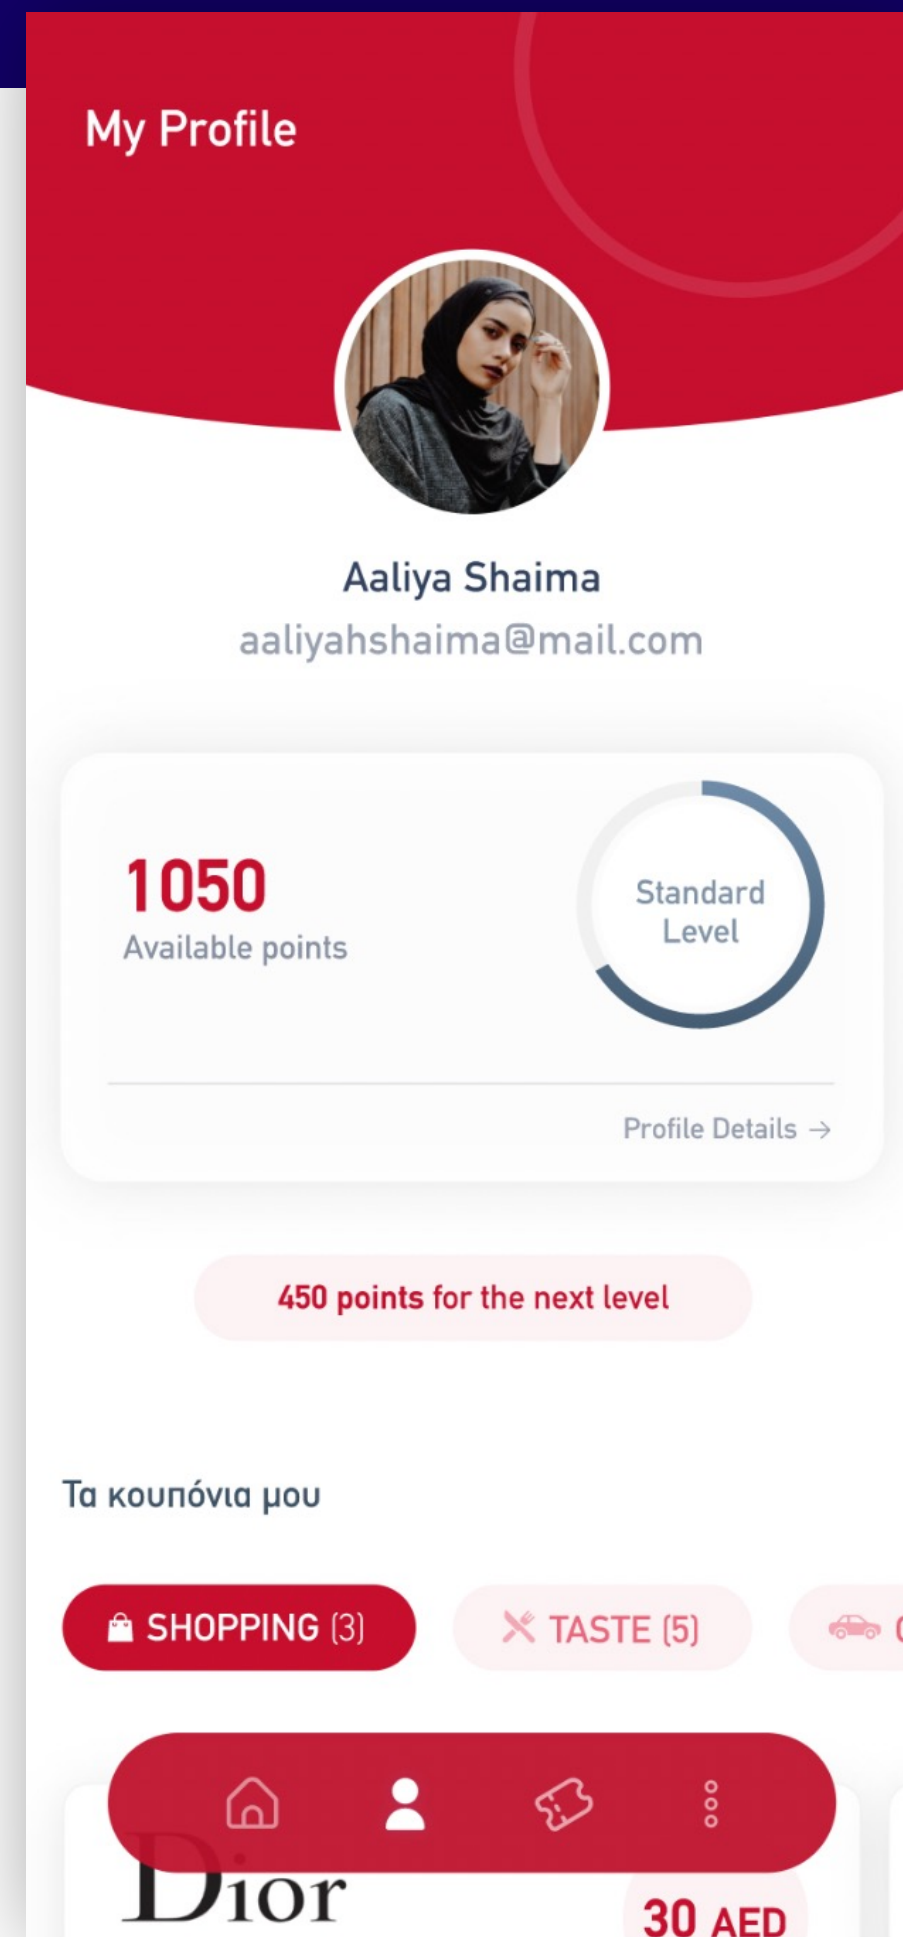 My Profile
Aaliya Shaima
aaliyahshaima@mail.com
1050
Available points
Standard
Level
Profile Details →
450 points for the next level
Τα κουπόνια μου
SHOPPING (3)
TASTE (5)
Dior
30 AED